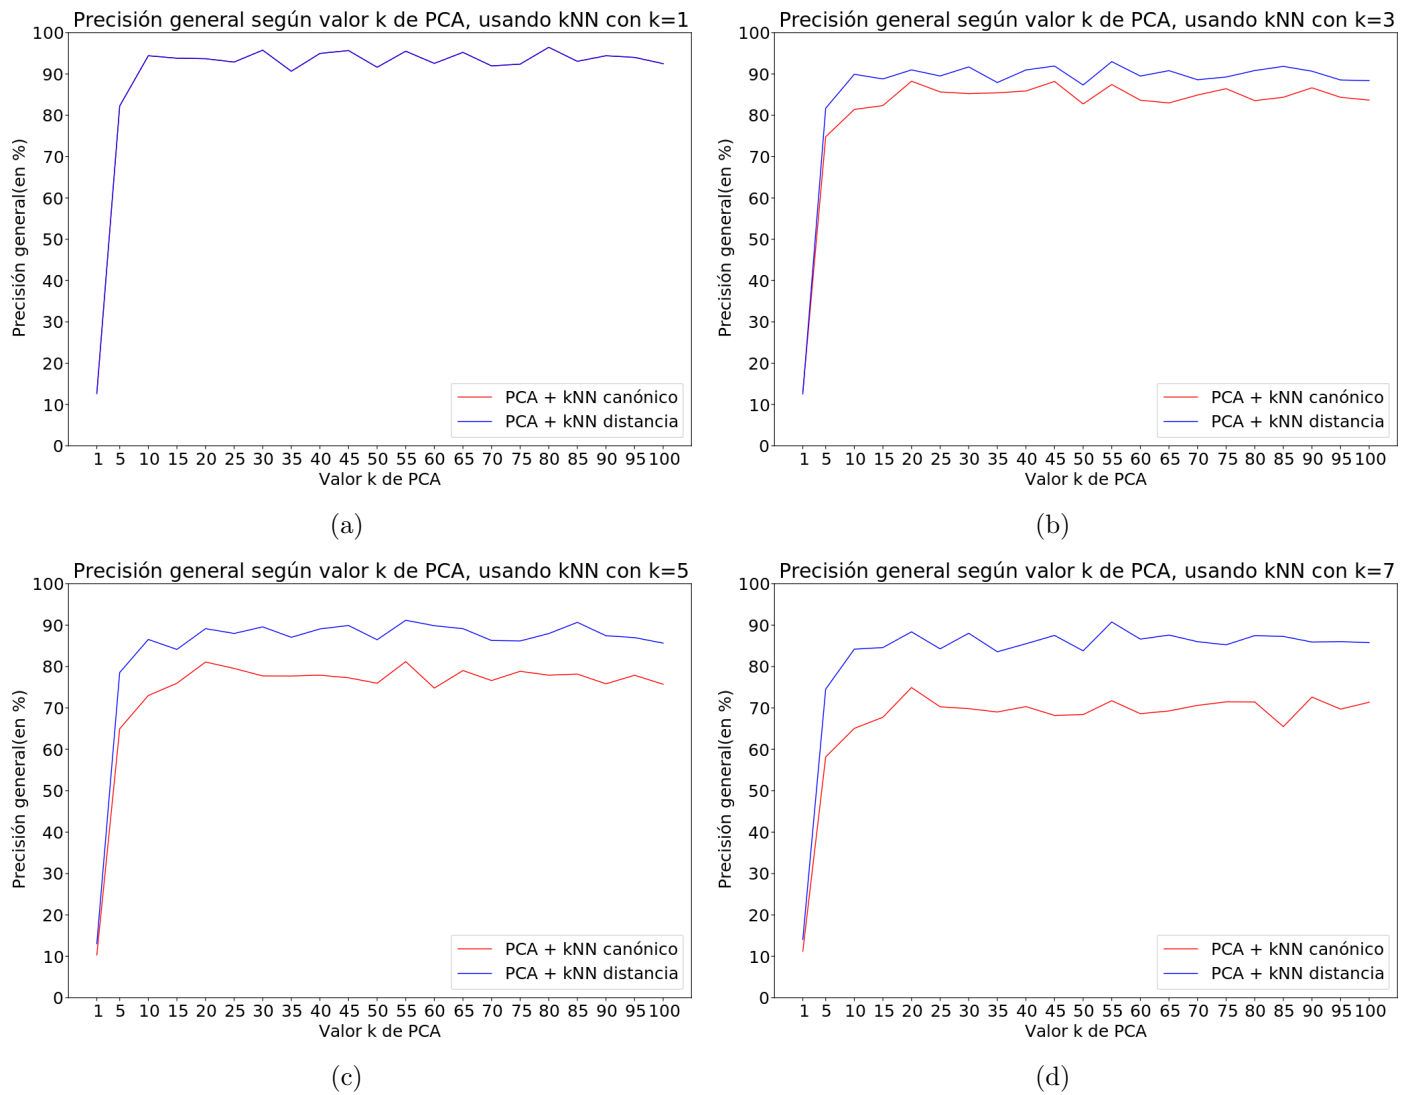 Precisión general según valor k de PCA, usando kNN con k=1
100
90
80
70
60
50
40
30
20
10
0
Precisión general(en %)
PCA + kNN canónico
PCA + kNN distancia
1 5 10 15 20 25 30 35 40 45 50 55 60 65 70 75 80 85 90 95 100
Valor k de PCA
(a)
Precisión general según valor k de PCA, usando kNN con k=3
100
90
80
70
60
50
40
30
20
10
0
Precisión general(en %)
PCA + kNN canónico
PCA + kNN distancia
1 5 10 15 20 25 30 35 40 45 50 55 60 65 70 75 80 85 90 95 100
Valor k de PCA
(b)
Precisión general según valor k de PCA, usando kNN con k=5
100
90
80
70
60
50
40
30
20
10
0
Precisión general(en %)
PCA + kNN canónico
PCA + kNN distancia
1 5 10 15 20 25 30 35 40 45 50 55 60 65 70 75 80 85 90 95 100
Valor k de PCA
(c)
Precisión general según valor k de PCA, usando kNN con k=7
100
90
80
70
60
50
40
30
20
10
0
Precisión general(en %)
PCA + kNN canónico
PCA + kNN distancia
1 5 10 15 20 25 30 35 40 45 50 55 60 65 70 75 80 85 90 95 100
Valor k de PCA
(d)